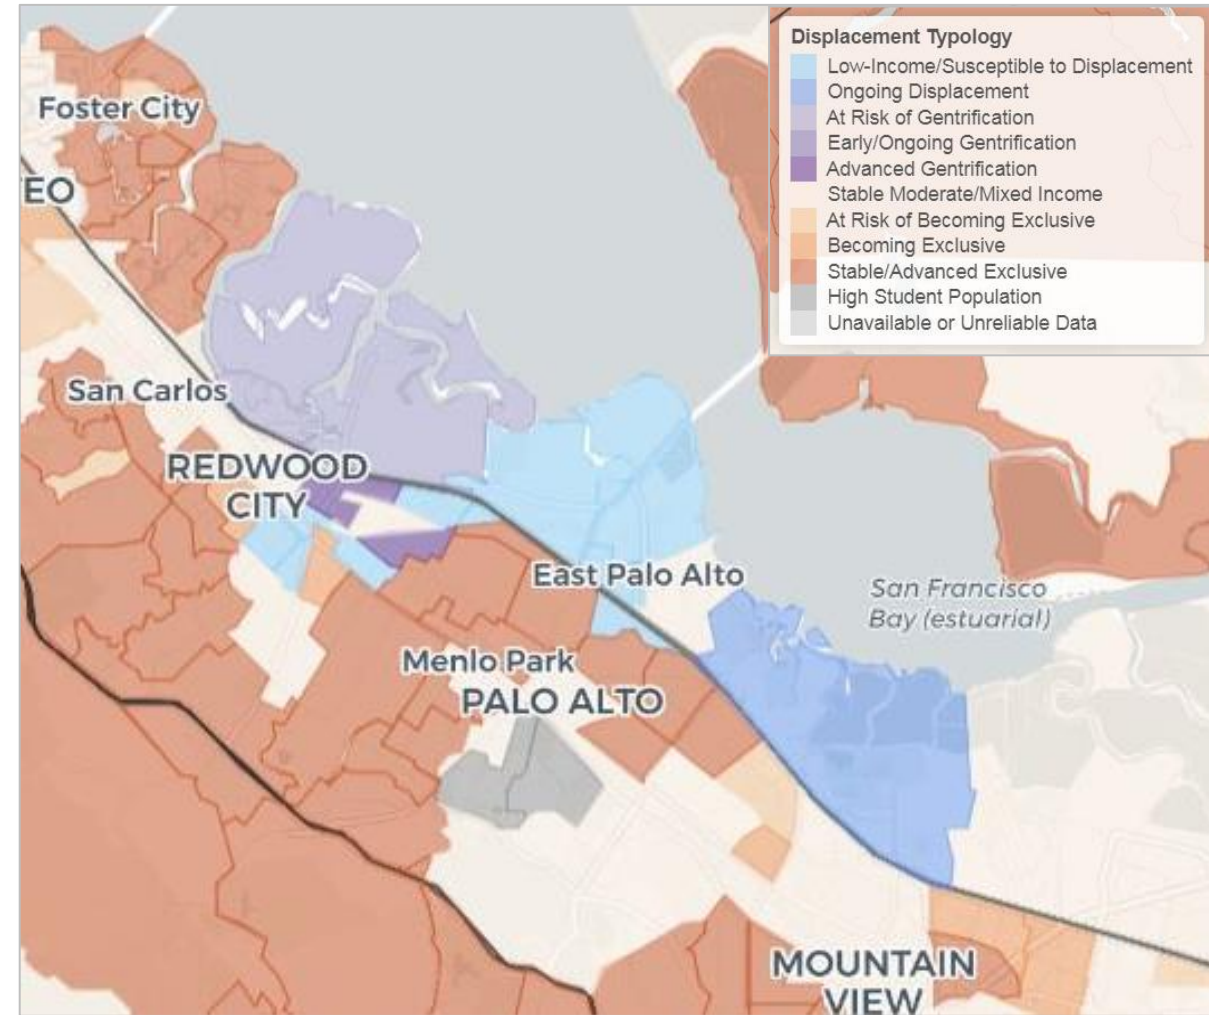 Displacement Typology
Low-Income/Susceptible to Displacement
Ongoing Displacement
At Risk of Gentrification
Early/Ongoing Gentrification
Advanced Gentrification
Stable Moderate/Mixed Income
At Risk of Becoming Exclusive
Becoming Exclusive
Stable/Advanced Exclusive
High Student Population
Unavailable or Unreliable Data
Foster City
EO
San Carlos
REDWOOD
CITY
East Palo Alto
San Francisco
Bay (estuarial)
Menlo Park
PALO ALTO
MOUNTAIN
VIEW